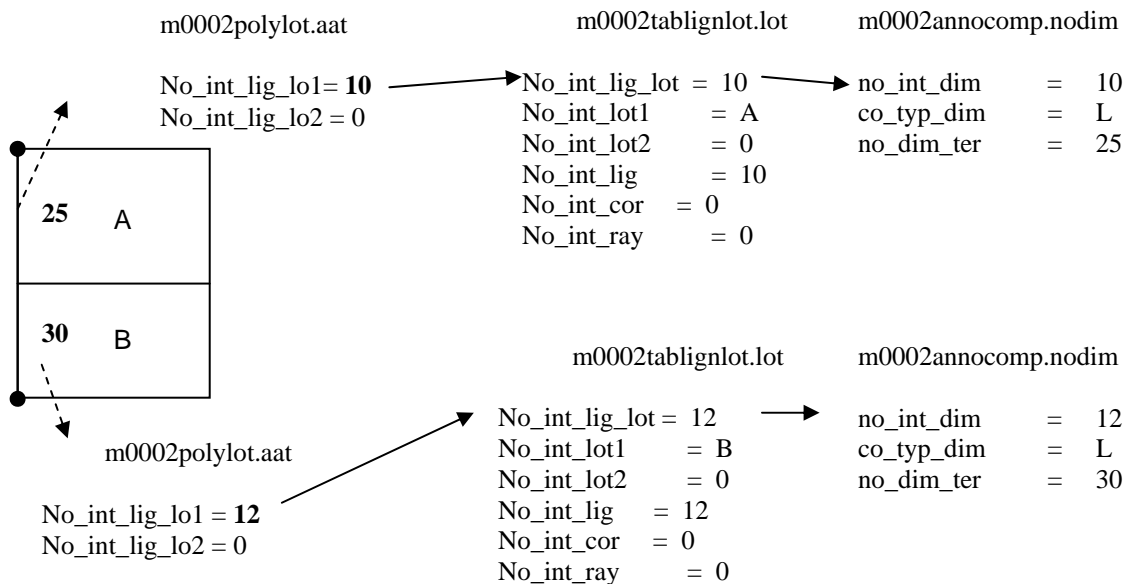 m0002polylot.aat
No_int_lig_lo1= 10
No_int_lig_lo2 = 0
m0002tablignlot.lot
No_int_lig_lot = 10
No_int_lot1 = A
No_int_lot2 = 0
No_int_lig = 10
No_int_cor = 0
No_int_ray = 0
m0002annocomp.nodim
no_int_dim = 10
co_typ_dim = L
no_dim_ter = 25
25 A
30 B
m0002polylot.aat
No_int_lig_lo1 = 12
No_int_lig_lo2 = 0
m0002tablignlot.lot
No_int_lig_lot = 12
No_int_lot1 = B
No_int_lot2 = 0
No_int_lig = 12
No_int_cor = 0
No_int_ray = 0
m0002annocomp.nodim
no_int_dim = 12
co_typ_dim = L
no_dim_ter = 30